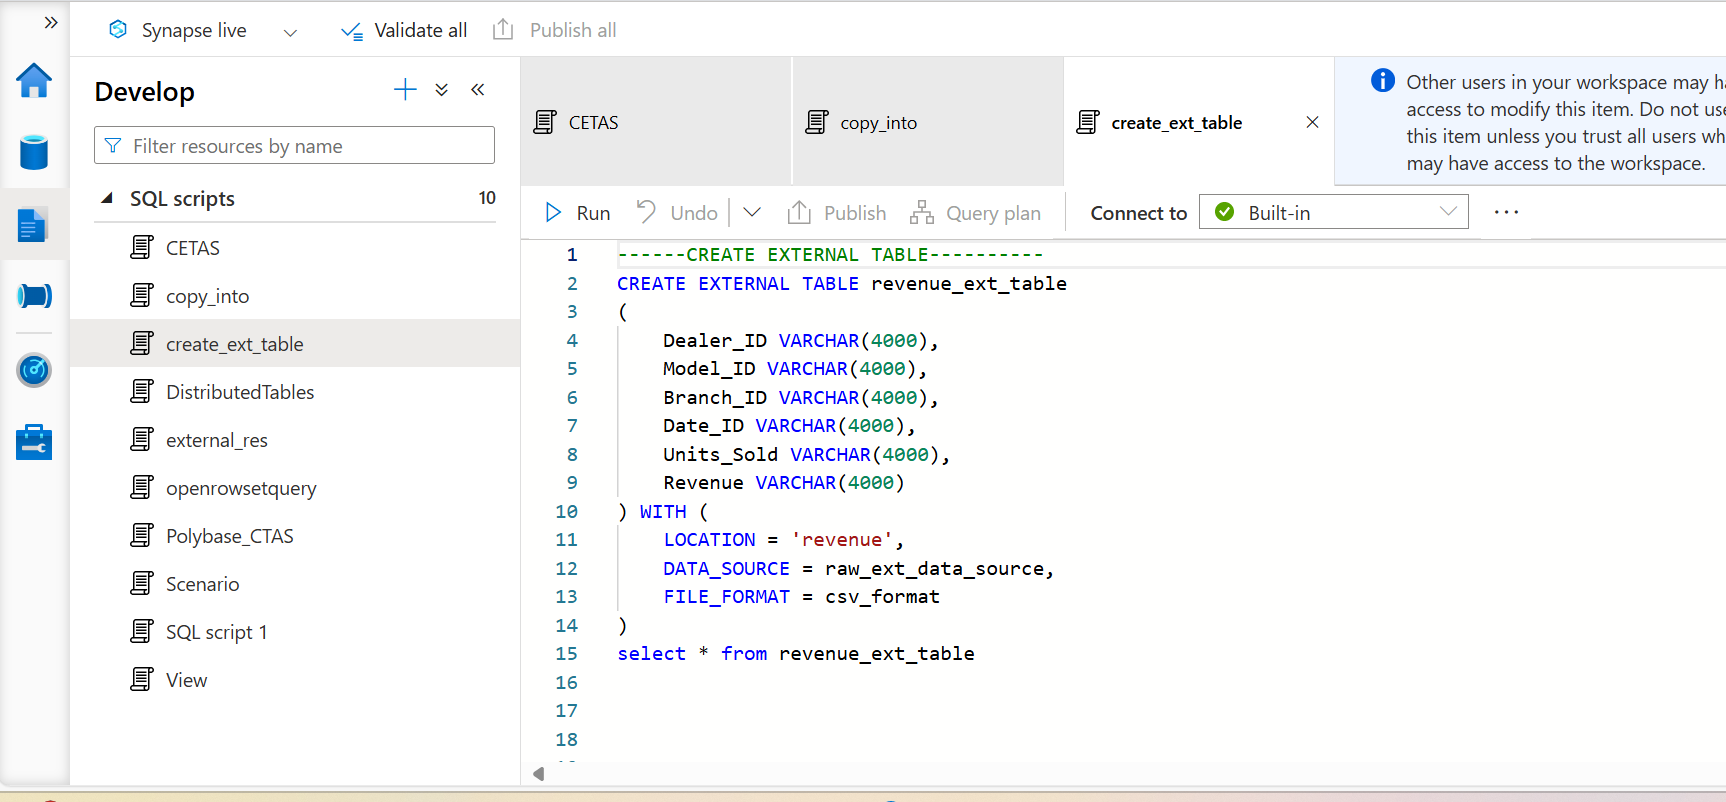 Synapse live
Validate all
Publish all
Develop
Filter resources by name
SQL scripts
10
CETAS
copy_into
create_ext_table
DistributedTables
external_res
openrowsetquery
Polybase_CTAS
Scenario
SQL script 1
View
CETAS
copy_into
create_ext_table
Other users in your workspace may ha
access to modify this item. Do not use
this item unless you trust all users wh
may have access to the workspace.
Run
Undo
Publish
Query plan
Connect to
Built-in
1 ------CREATE EXTERNAL TABLE----------
2 CREATE EXTERNAL TABLE revenue_ext_table
3 (
4 Dealer_ID VARCHAR(4000),
5 Model_ID VARCHAR(4000),
6 Branch_ID VARCHAR(4000),
7 Date_ID VARCHAR(4000),
8 Units_Sold VARCHAR(4000),
9 Revenue VARCHAR(4000)
10 ) WITH (
11 LOCATION = 'revenue',
12 DATA_SOURCE = raw_ext_data_source,
13 FILE_FORMAT = csv_format
14 )
15 select * from revenue_ext_table
16
17
18